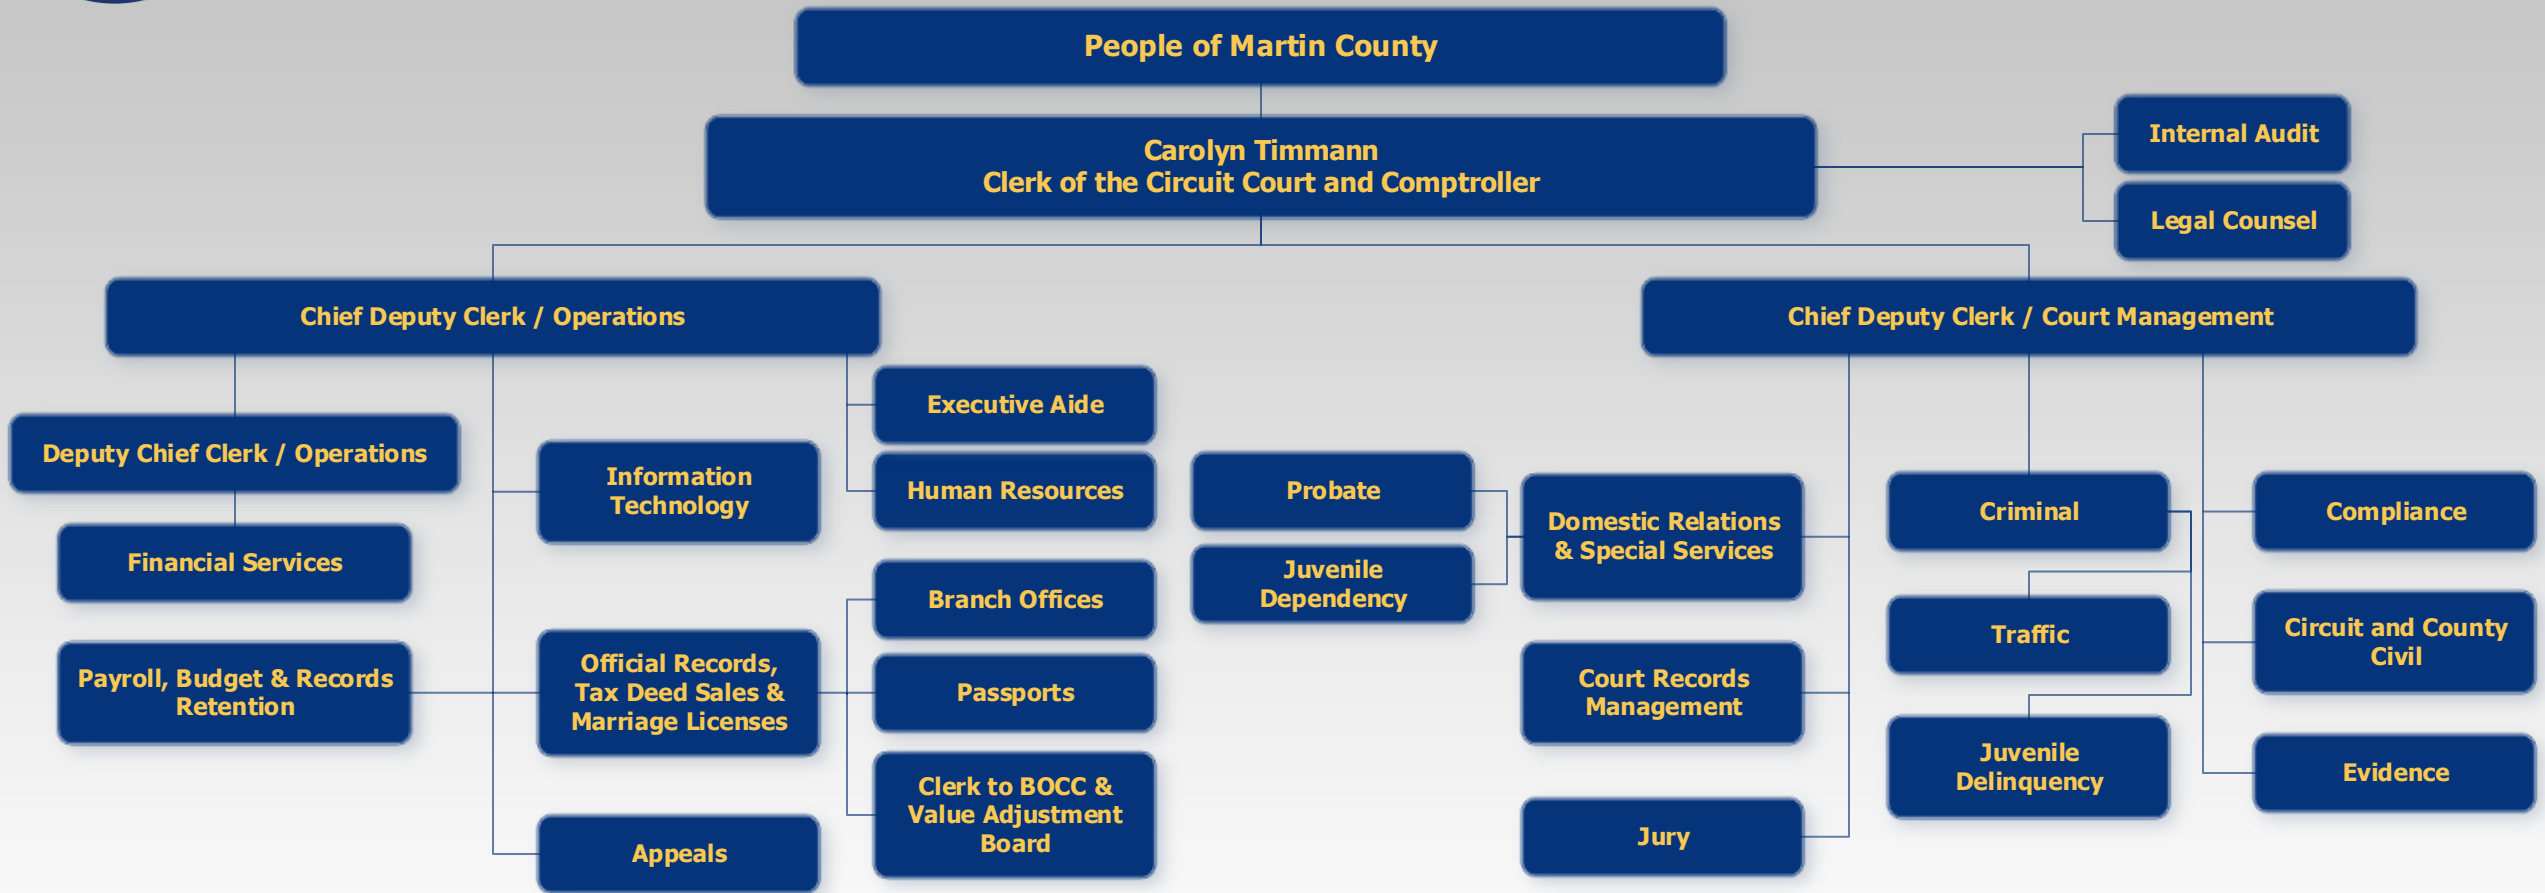 People of Martin County
Carolyn Timmann
Clerk of the Circuit Court and Comptroller
Internal Audit
Legal Counsel
Chief Deputy Clerk / Operations
Chief Deputy Clerk / Court Management
Deputy Chief Clerk / Operations
Financial Services
Payroll, Budget & Records
Retention
Information
Technology
Official Records,
Tax Deed Sales &
Marriage Licenses
Appeals
Executive Aide
Human Resources
Branch Offices
Passports
Clerk to BOCC &
Value Adjustment
Board
Probate
Juvenile
Dependency
Domestic Relations
& Special Services
Court Records
Management
Jury
Criminal
Traffic
Juvenile
Delinquency
Compliance
Circuit and County
Civil
Evidence